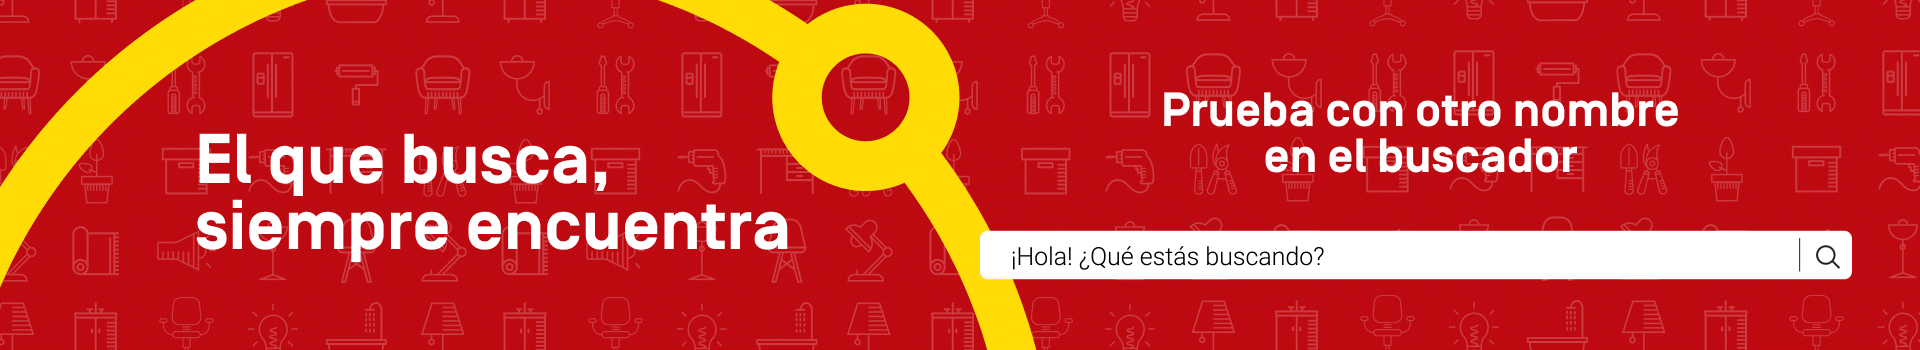 El que busca,
siempre encuentra
Prueba con otro nombre
en el buscador
¡Hola! ¿Qué estás buscando?